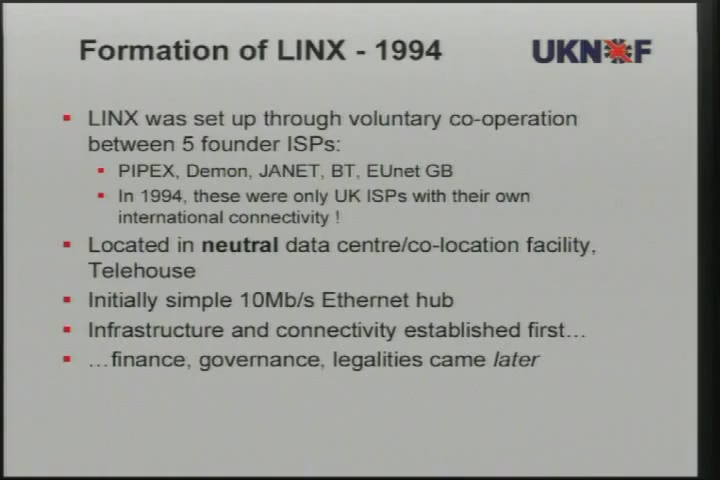 Formation of LINX - 1994
UKNOF
LINX was set up through voluntary co-operation
between 5 founder ISPs:
PIPEX, Demon, JANET, BT, EUnet GB
In 1994, these were only UK ISPs with their own
international connectivity !
Located in neutral data centre/co-location facility,
Telehouse
Initially simple 10Mb/s Ethernet hub
Infrastructure and connectivity established first…
…finance, governance, legalities came later